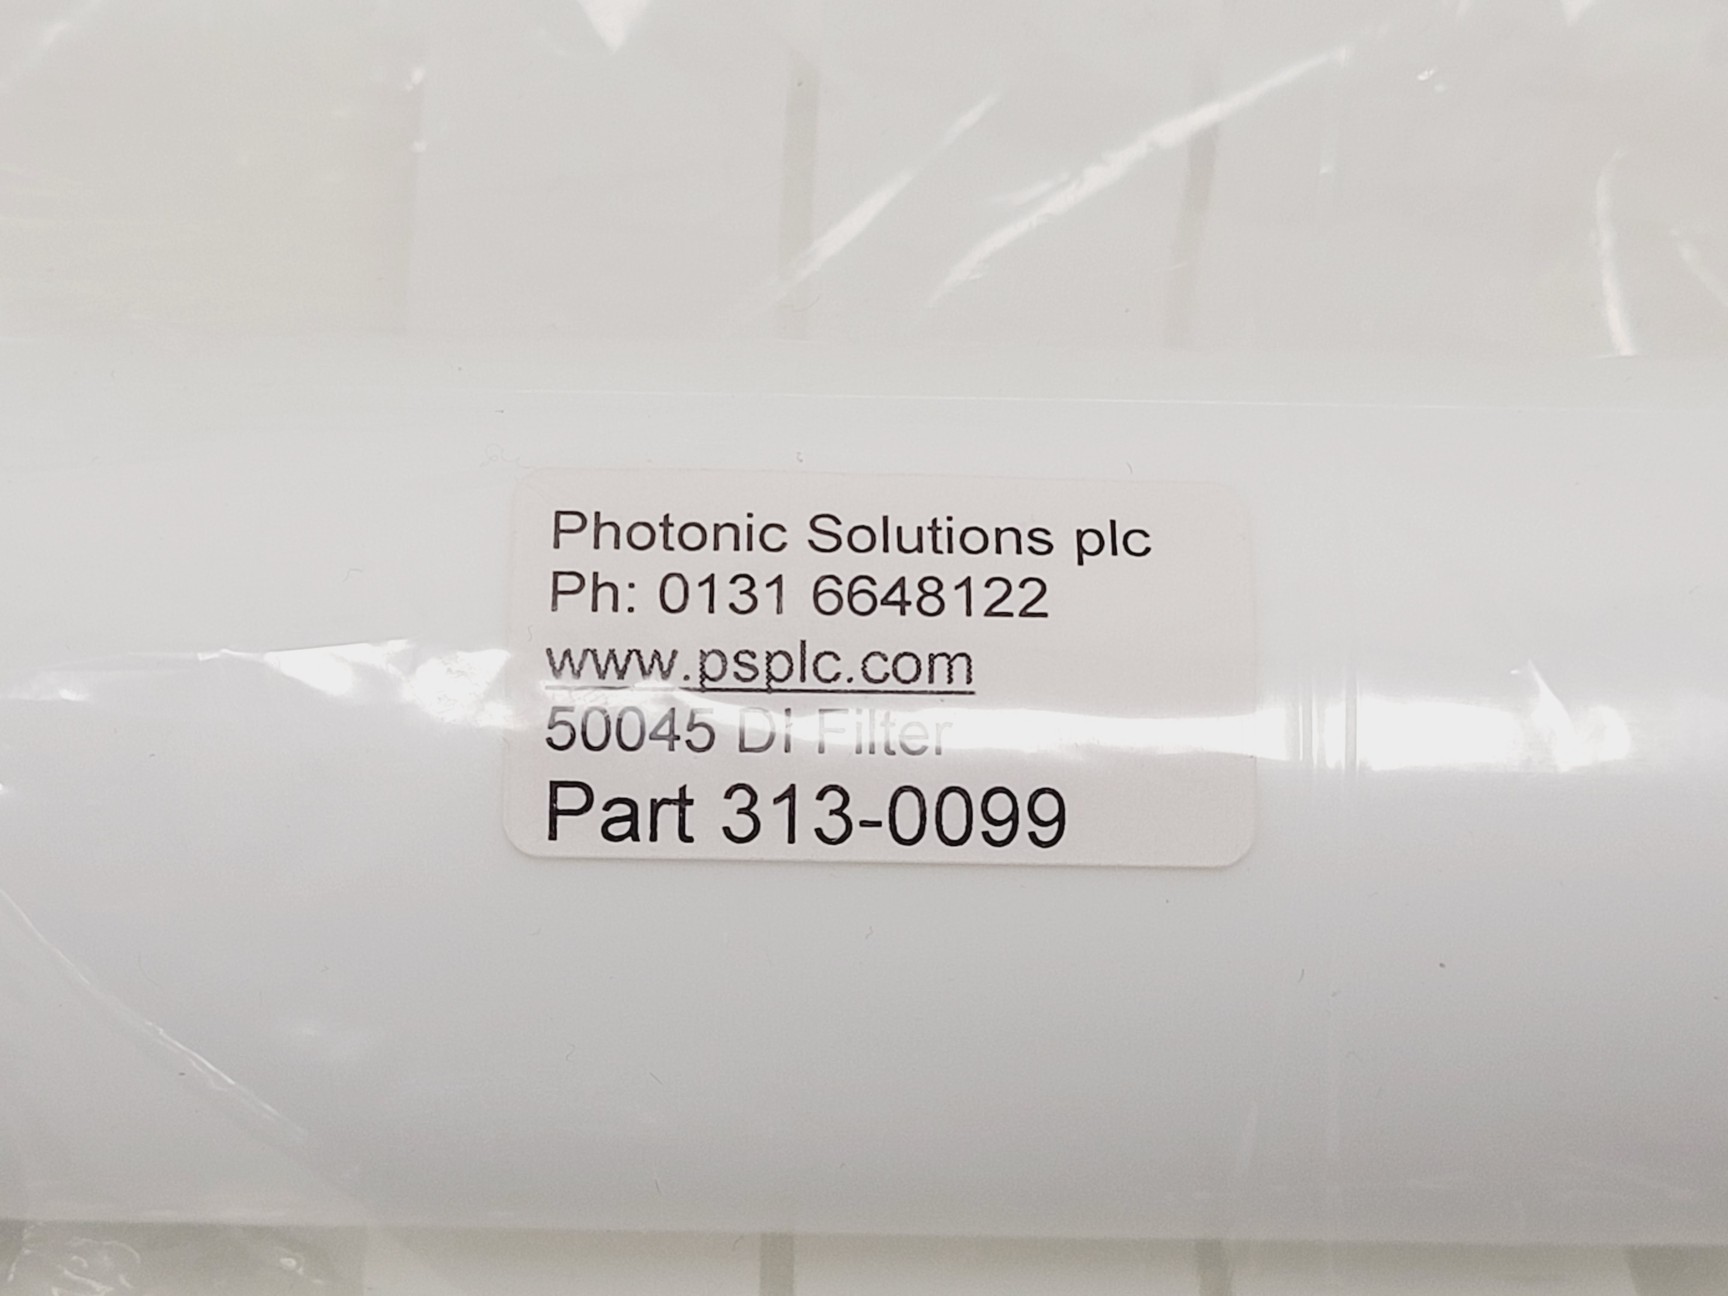 Photonic Solutions plc
Ph: 0131 6648122
www.psplc.com
50045 DI Filter
Part 313-0099